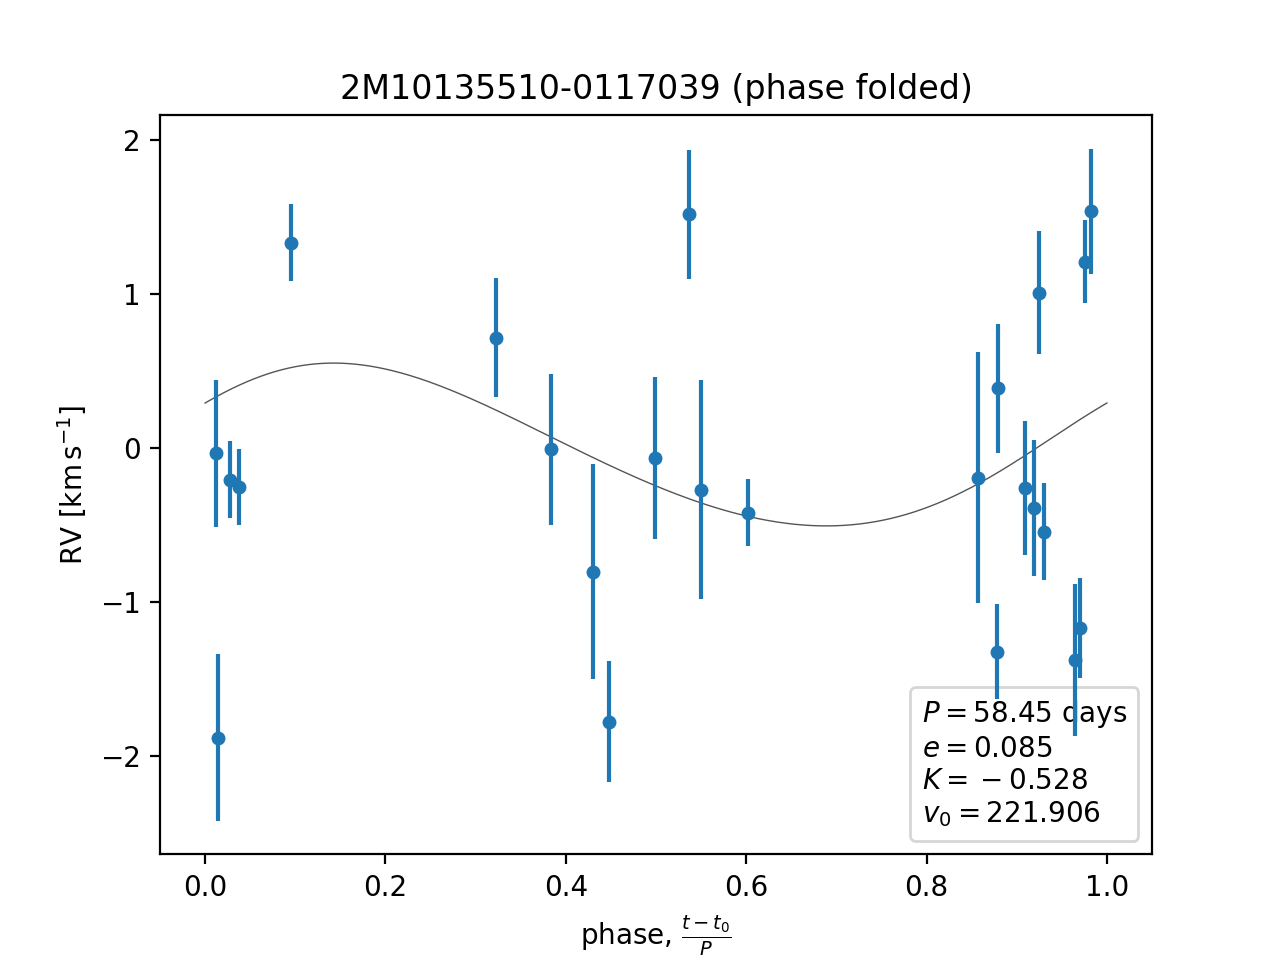 2M10135510-0117039 (phase folded)
2
1
0
−1
−2
RV [km s⁻¹]
P = 58.45 days
e = 0.085
K = −0.528
v₀ = 221.906
0.0 0.2 0.4 0.6 0.8 1.0
phase, (t − t₀)/P